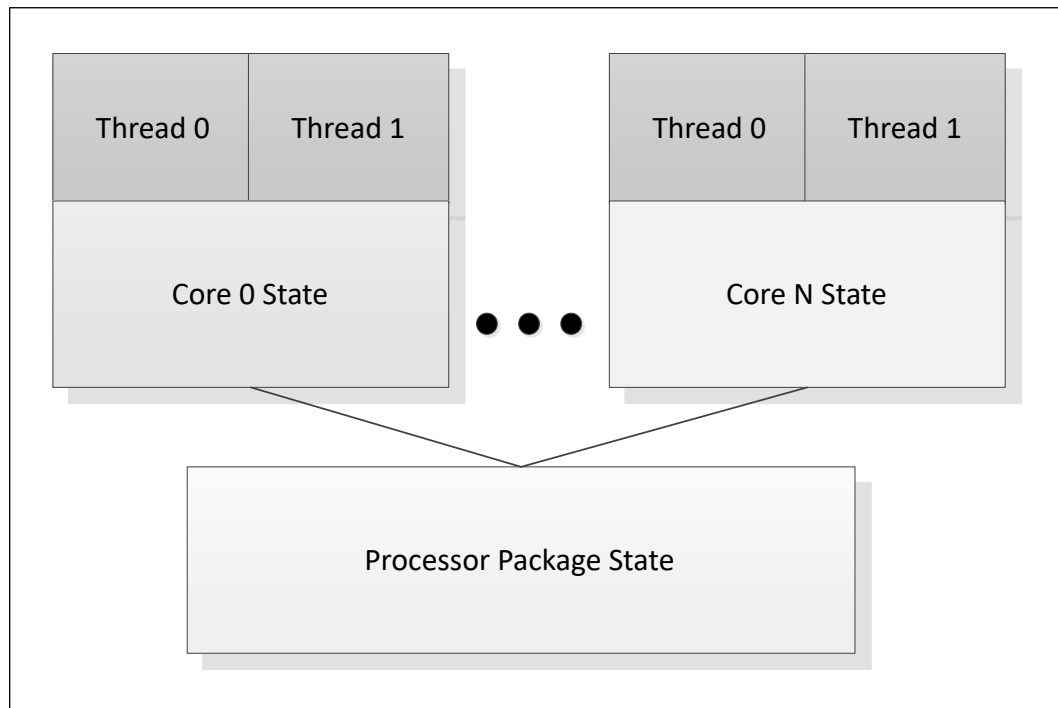 Thread 0
Thread 1
Thread 0
Thread 1
Core 0 State
Core N State
Processor Package State